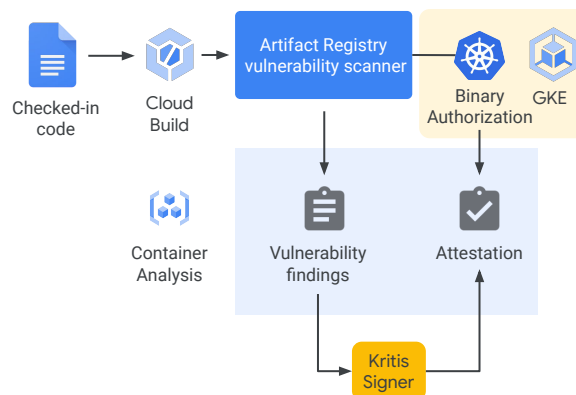 Checked-in
code
Cloud
Build
Artifact Registry
vulnerability scanner
Binary
Authorization
GKE
Container
Analysis
Vulnerability
findings
Attestation
Kritis
Signer